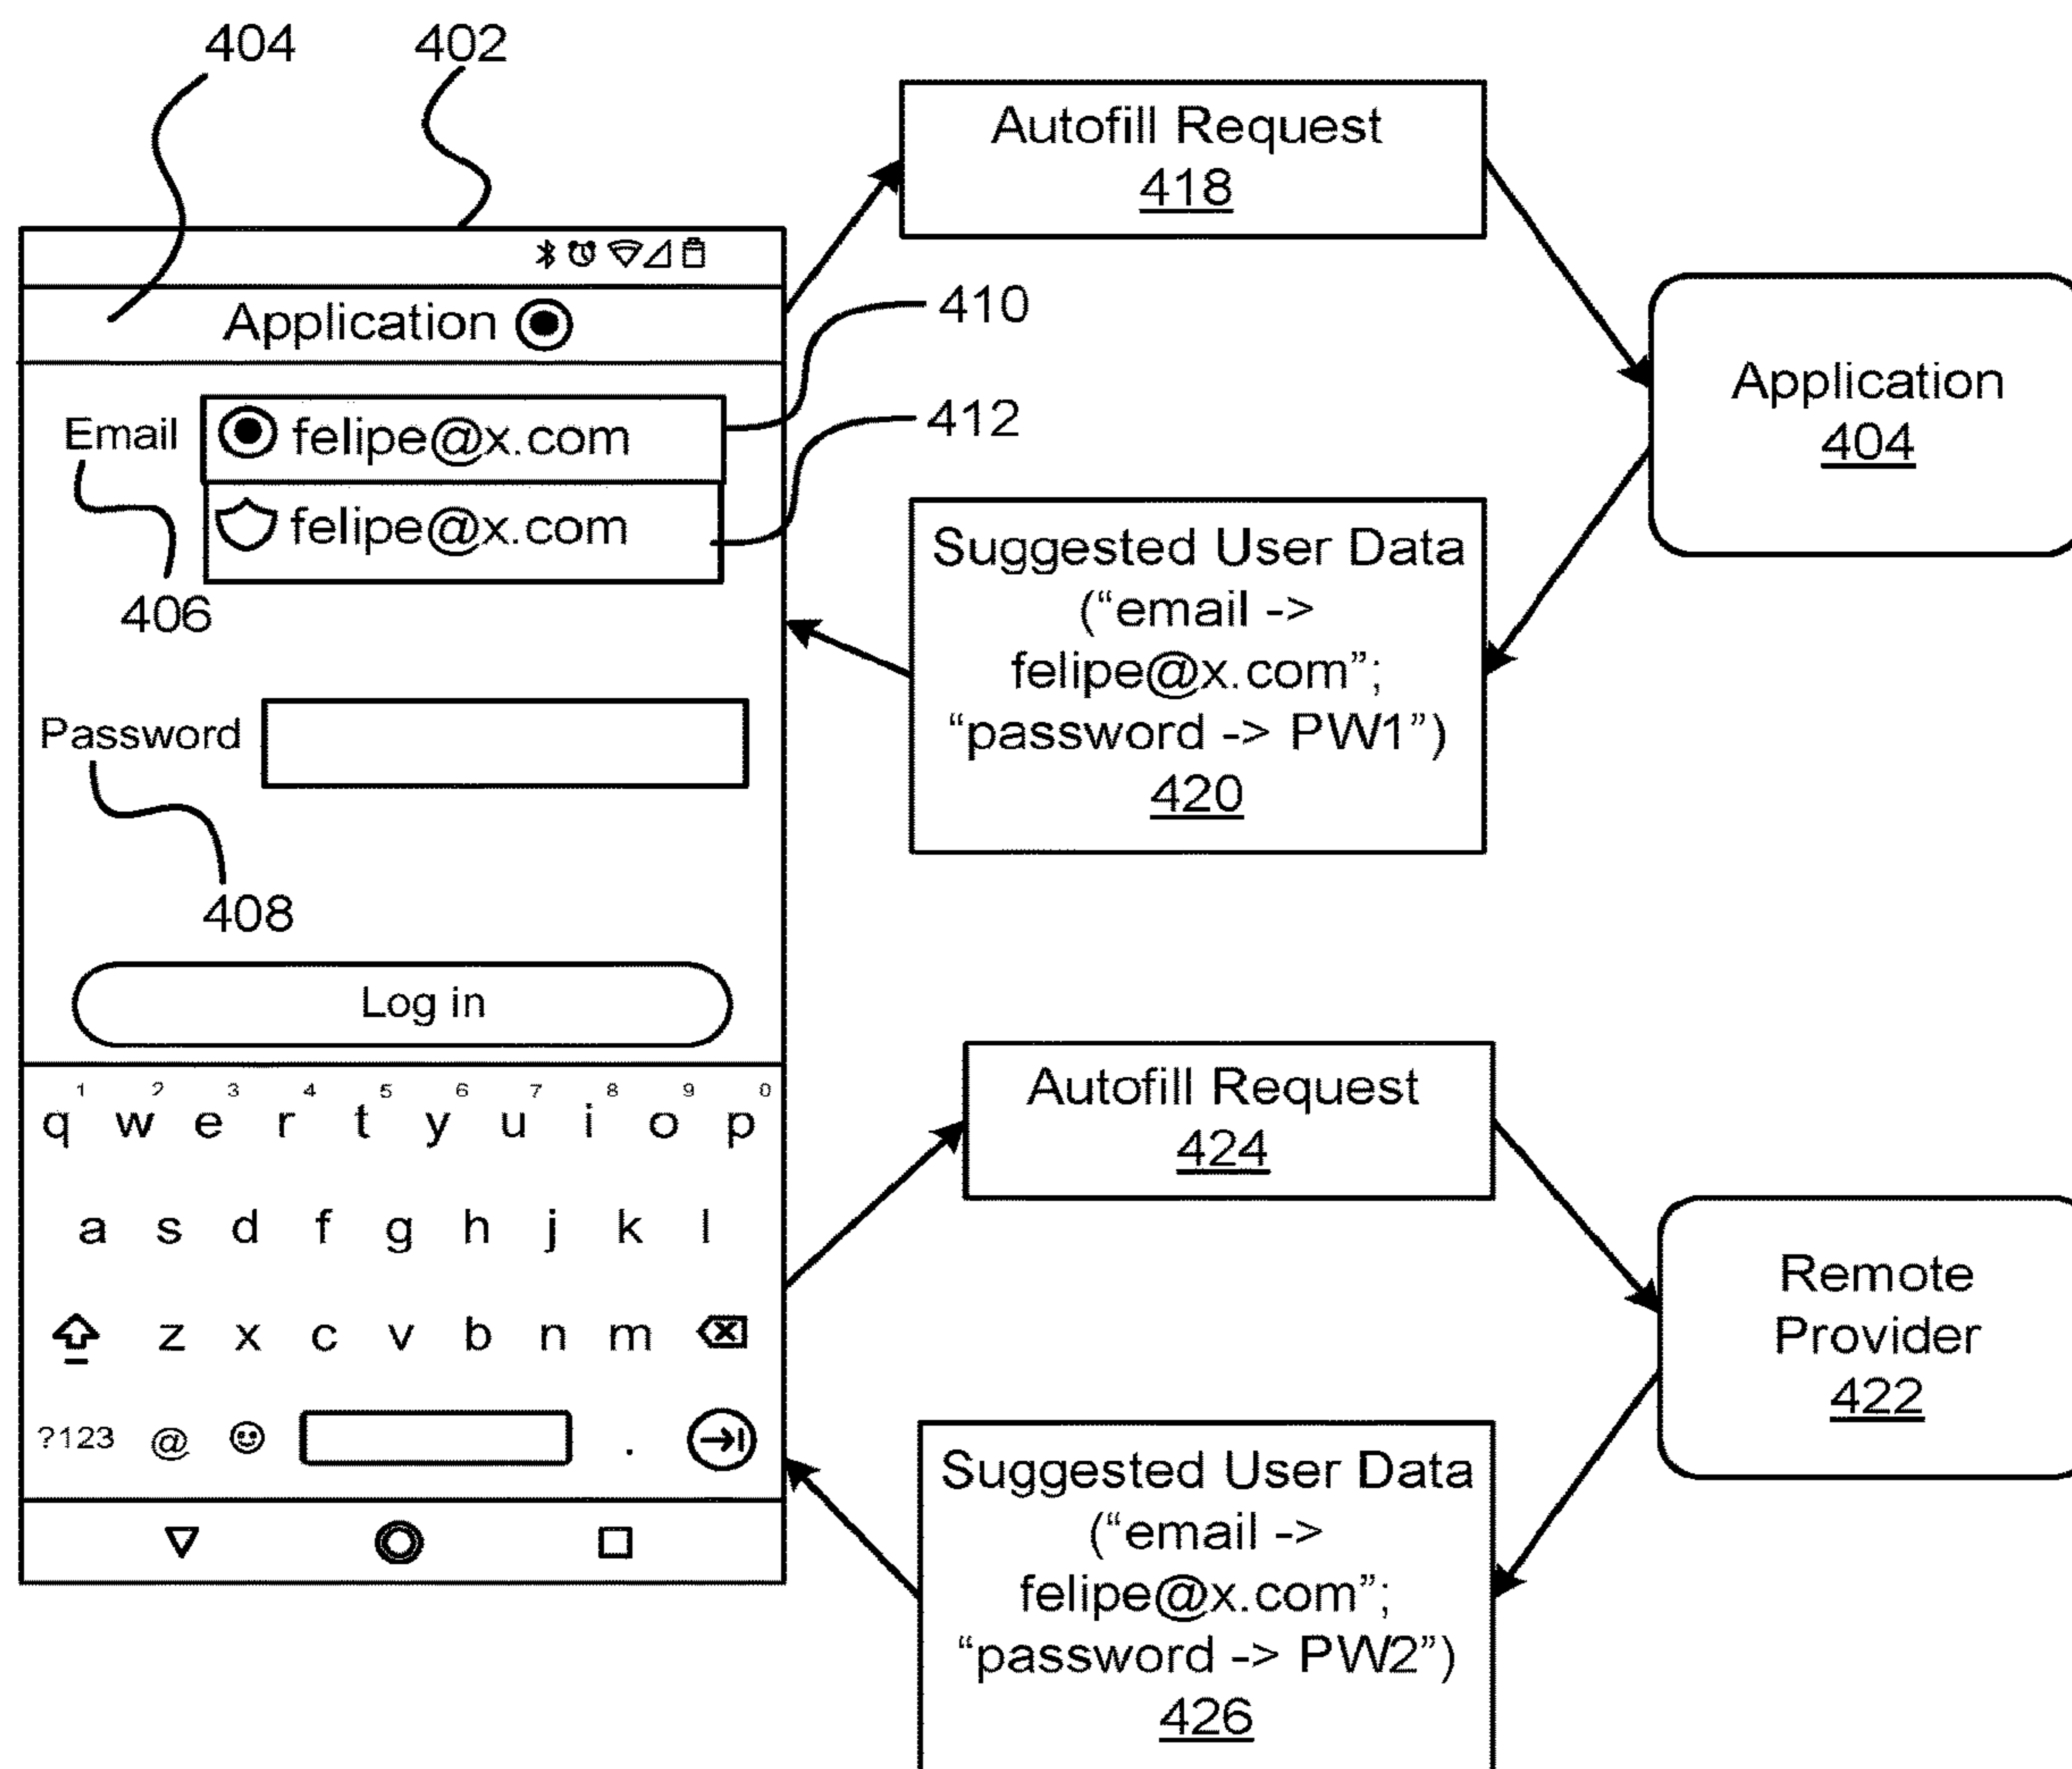 404
402
Application
410
Email
felipe@x.com
412
felipe@x.com
406
Password
408
Log in
1 2 3 4 5 6 7 8 9 0
q w e r t y u i o p
a s d f g h j k l
z x c v b n m
?123 @ .
Autofill Request
418
Application
404
Suggested User Data
(“email ->
felipe@x.com”;
“password -> PW1”)
420
Autofill Request
424
Remote
Provider
422
Suggested User Data
(“email ->
felipe@x.com”;
“password -> PW2”)
426